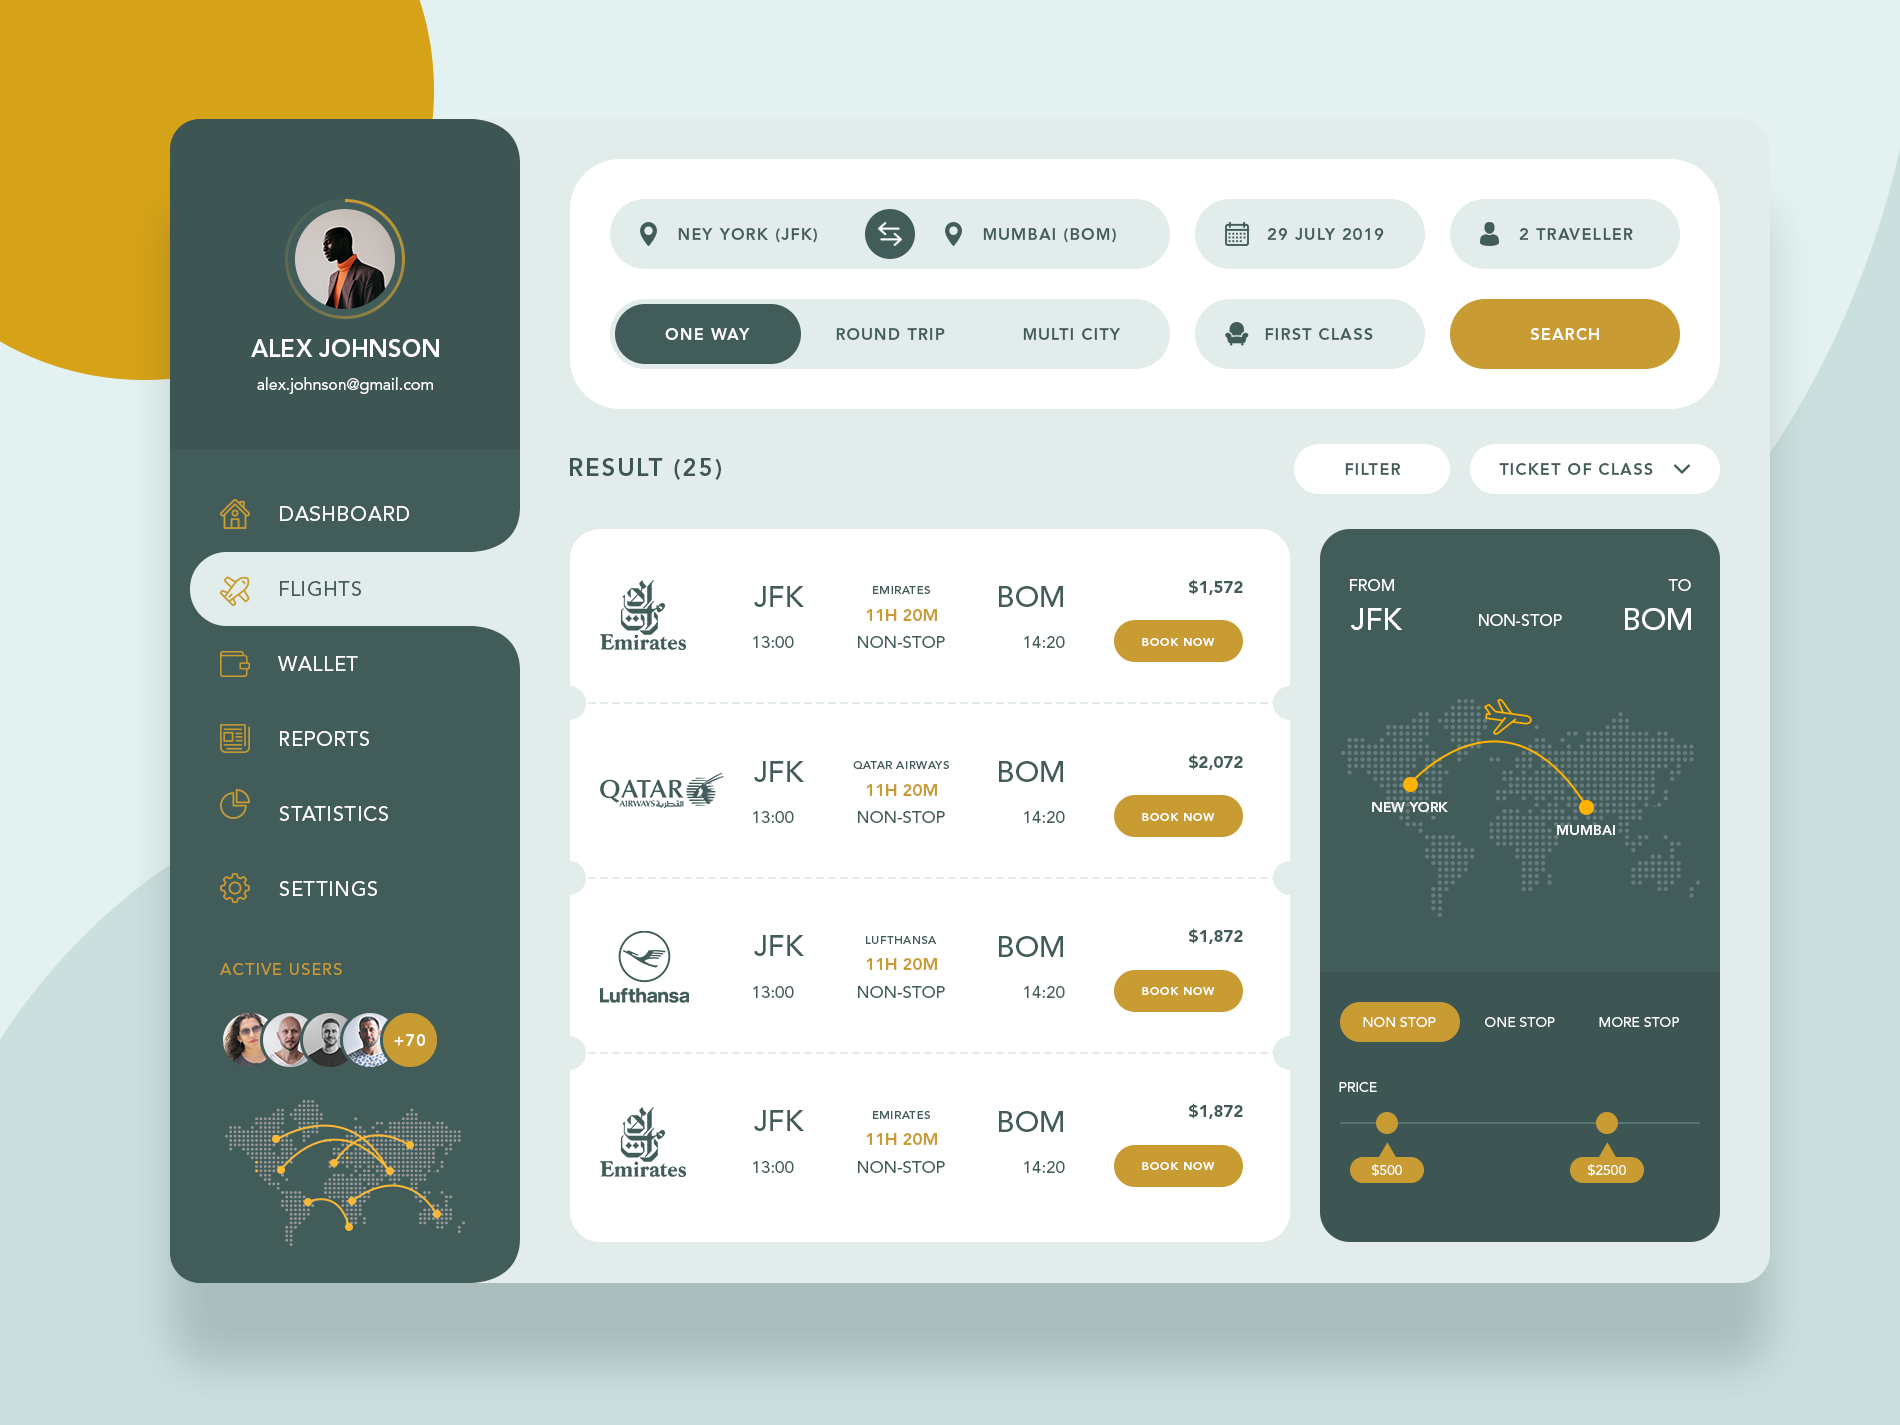 ALEX JOHNSON
alex.johnson@gmail.com
DASHBOARD
FLIGHTS
WALLET
REPORTS
STATISTICS
SETTINGS
ACTIVE USERS
+70
NEY YORK (JFK)
MUMBAI (BOM)
29 JULY 2019
2 TRAVELLER
ONE WAY
ROUND TRIP
MULTI CITY
FIRST CLASS
SEARCH
RESULT (25)
FILTER
TICKET OF CLASS
Emirates
JFK
13:00
EMIRATES
11H 20M
NON-STOP
BOM
14:20
$1,572
BOOK NOW
QATAR
AIRWAYS القطرية
JFK
13:00
QATAR AIRWAYS
11H 20M
NON-STOP
BOM
14:20
$2,072
BOOK NOW
Lufthansa
JFK
13:00
LUFTHANSA
11H 20M
NON-STOP
BOM
14:20
$1,872
BOOK NOW
Emirates
JFK
13:00
EMIRATES
11H 20M
NON-STOP
BOM
14:20
$1,872
BOOK NOW
FROM
JFK
NON-STOP
TO
BOM
NEW YORK
MUMBAI
NON STOP
ONE STOP
MORE STOP
PRICE
$500
$2500